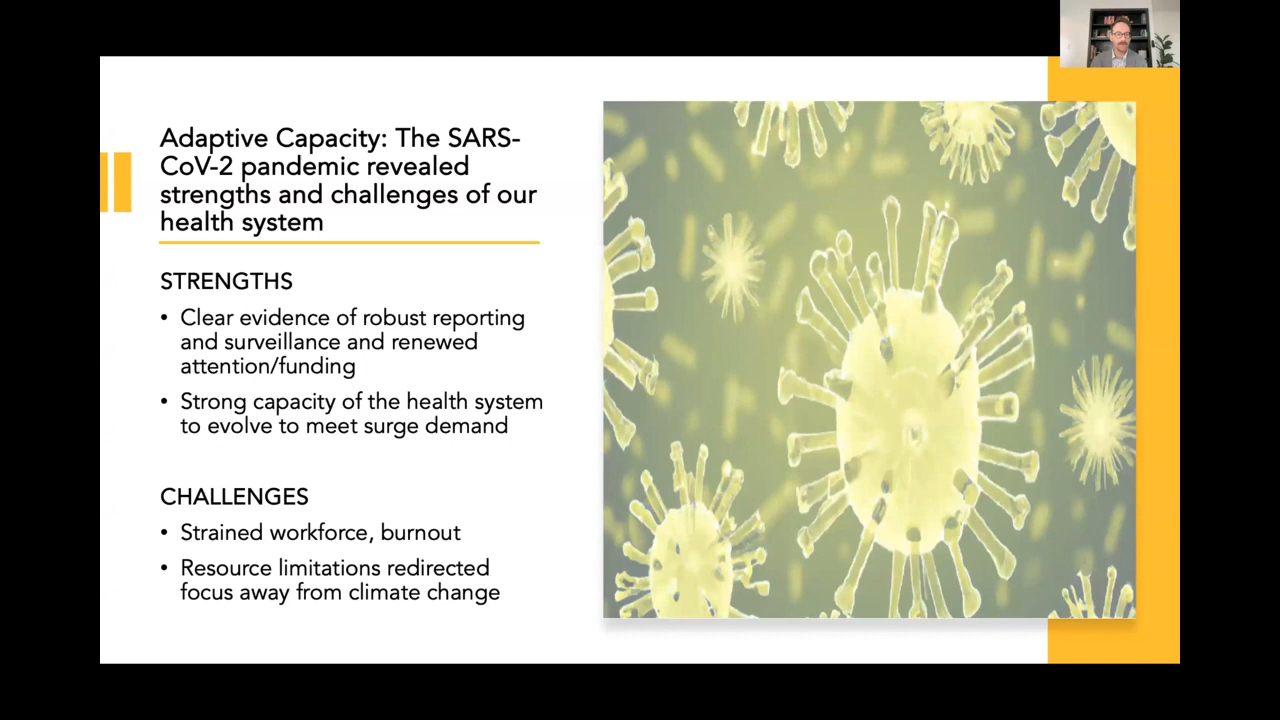 Adaptive Capacity: The SARS-
CoV-2 pandemic revealed
strengths and challenges of our
health system
STRENGTHS
• Clear evidence of robust reporting
and surveillance and renewed
attention/funding
• Strong capacity of the health system
to evolve to meet surge demand
CHALLENGES
• Strained workforce, burnout
• Resource limitations redirected
focus away from climate change